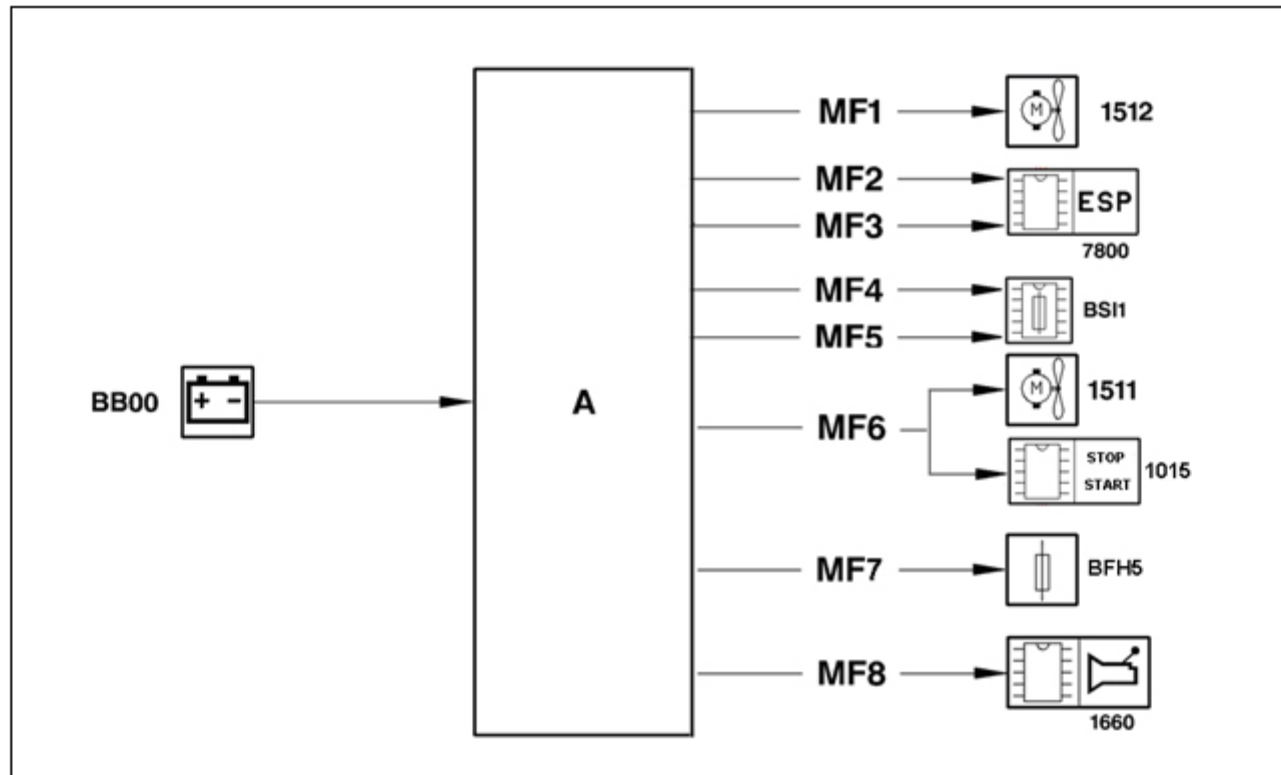 MF1 M 1512
MF2
ESP
MF3
7800
MF4
BSI1
MF5
BB00 + - A
M 1511
MF6
STOP
START
1015
MF7 BFH5
MF8
1660